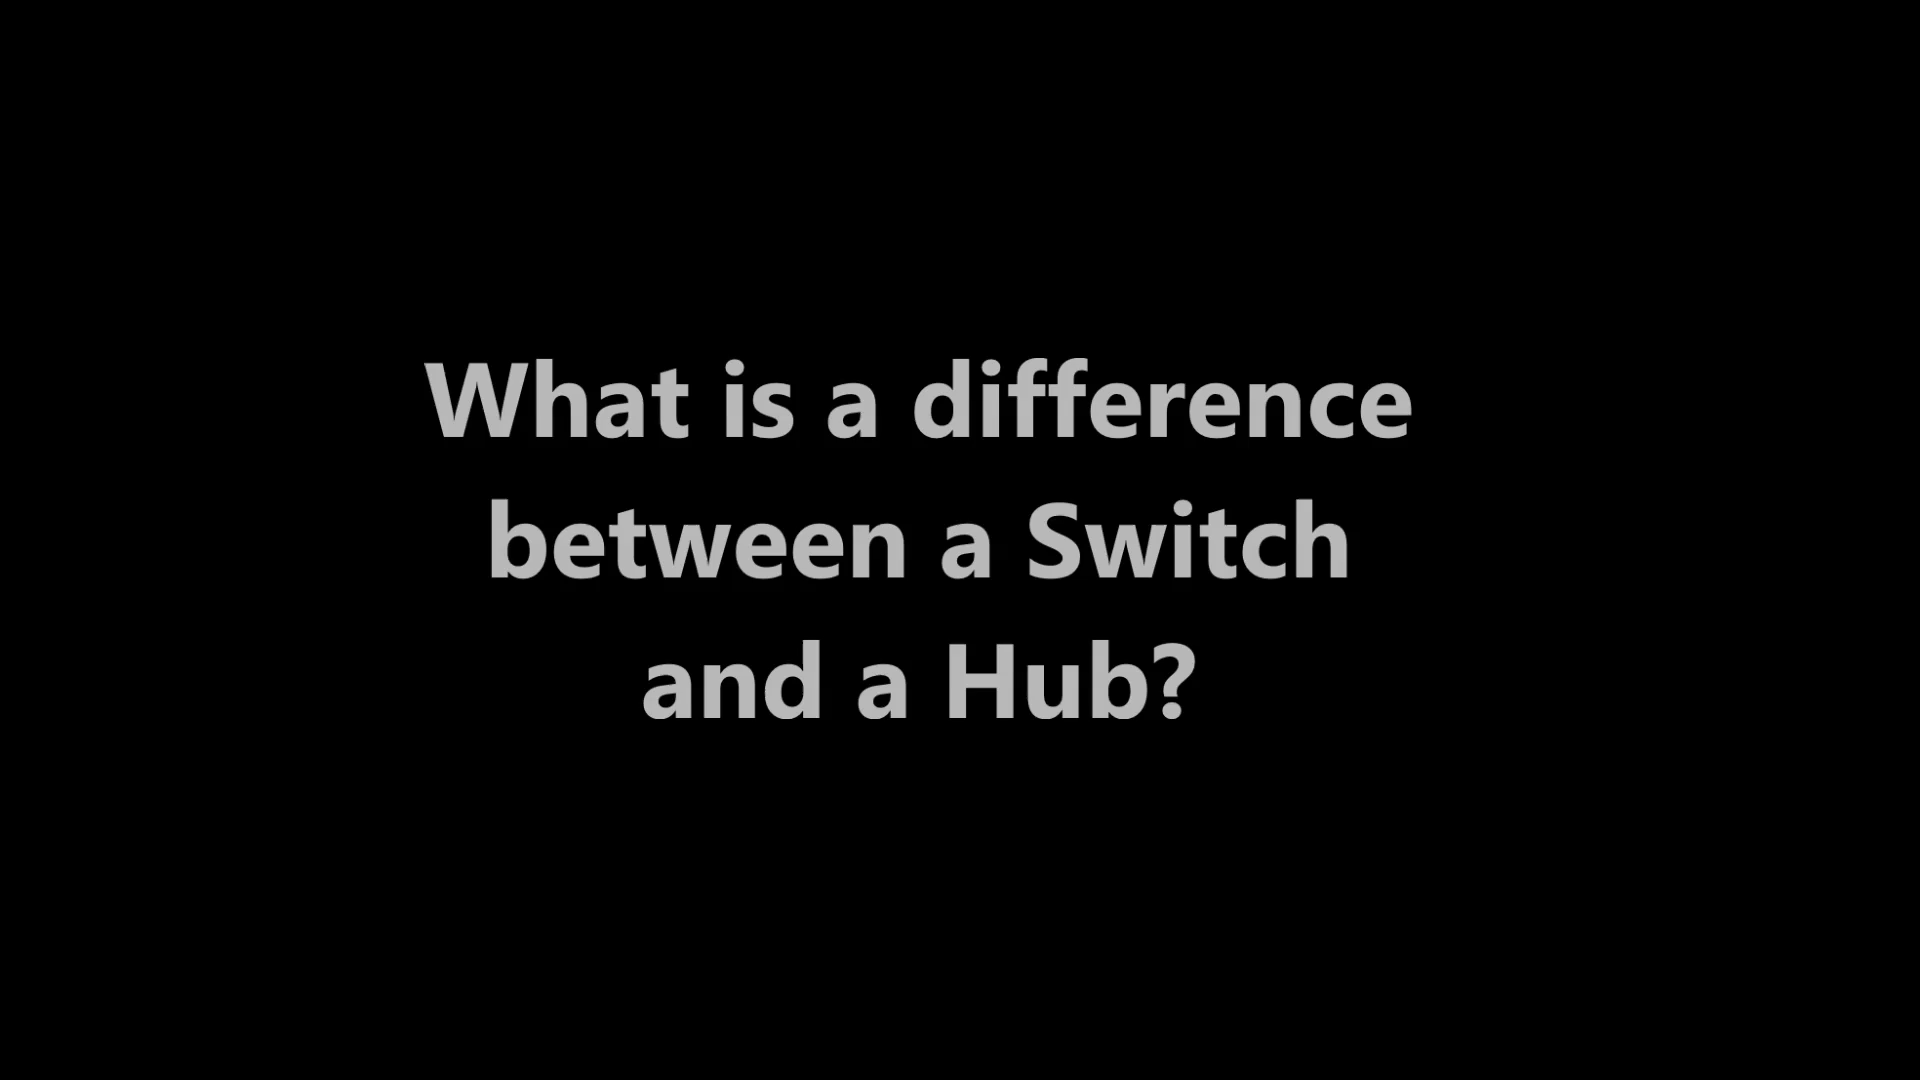 What is a difference
between a Switch
and a Hub?